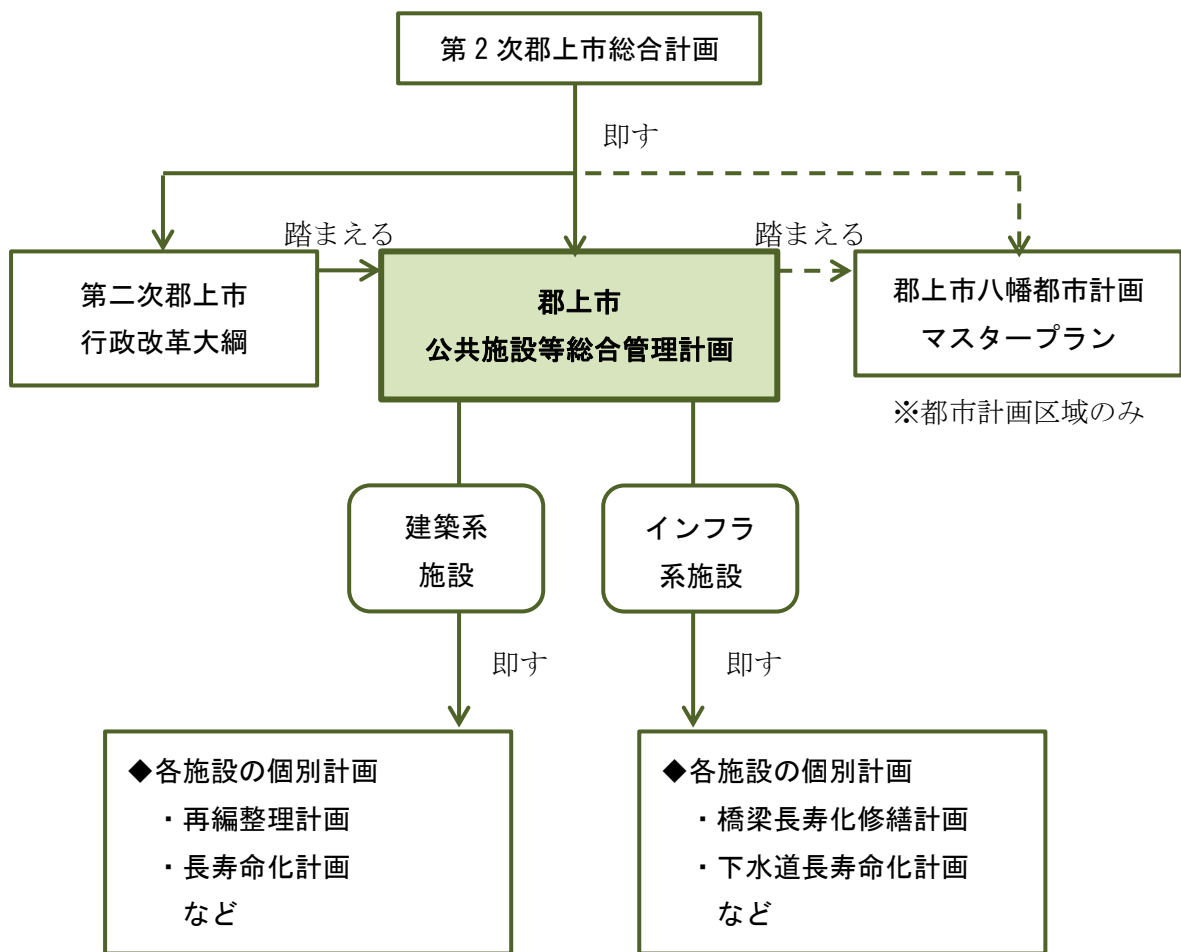 第2次郡上市総合計画
即す
踏まえる
踏まえる
第二次郡上市
行政改革大綱
郡上市
公共施設等総合管理計画
郡上市八幡都市計画
マスタープラン
※都市計画区域のみ
建築系
施設
インフラ
系施設
即す
即す
◆各施設の個別計画
・再編整理計画
・長寿命化計画
など
◆各施設の個別計画
・橋梁長寿化修繕計画
・下水道長寿命化計画
など